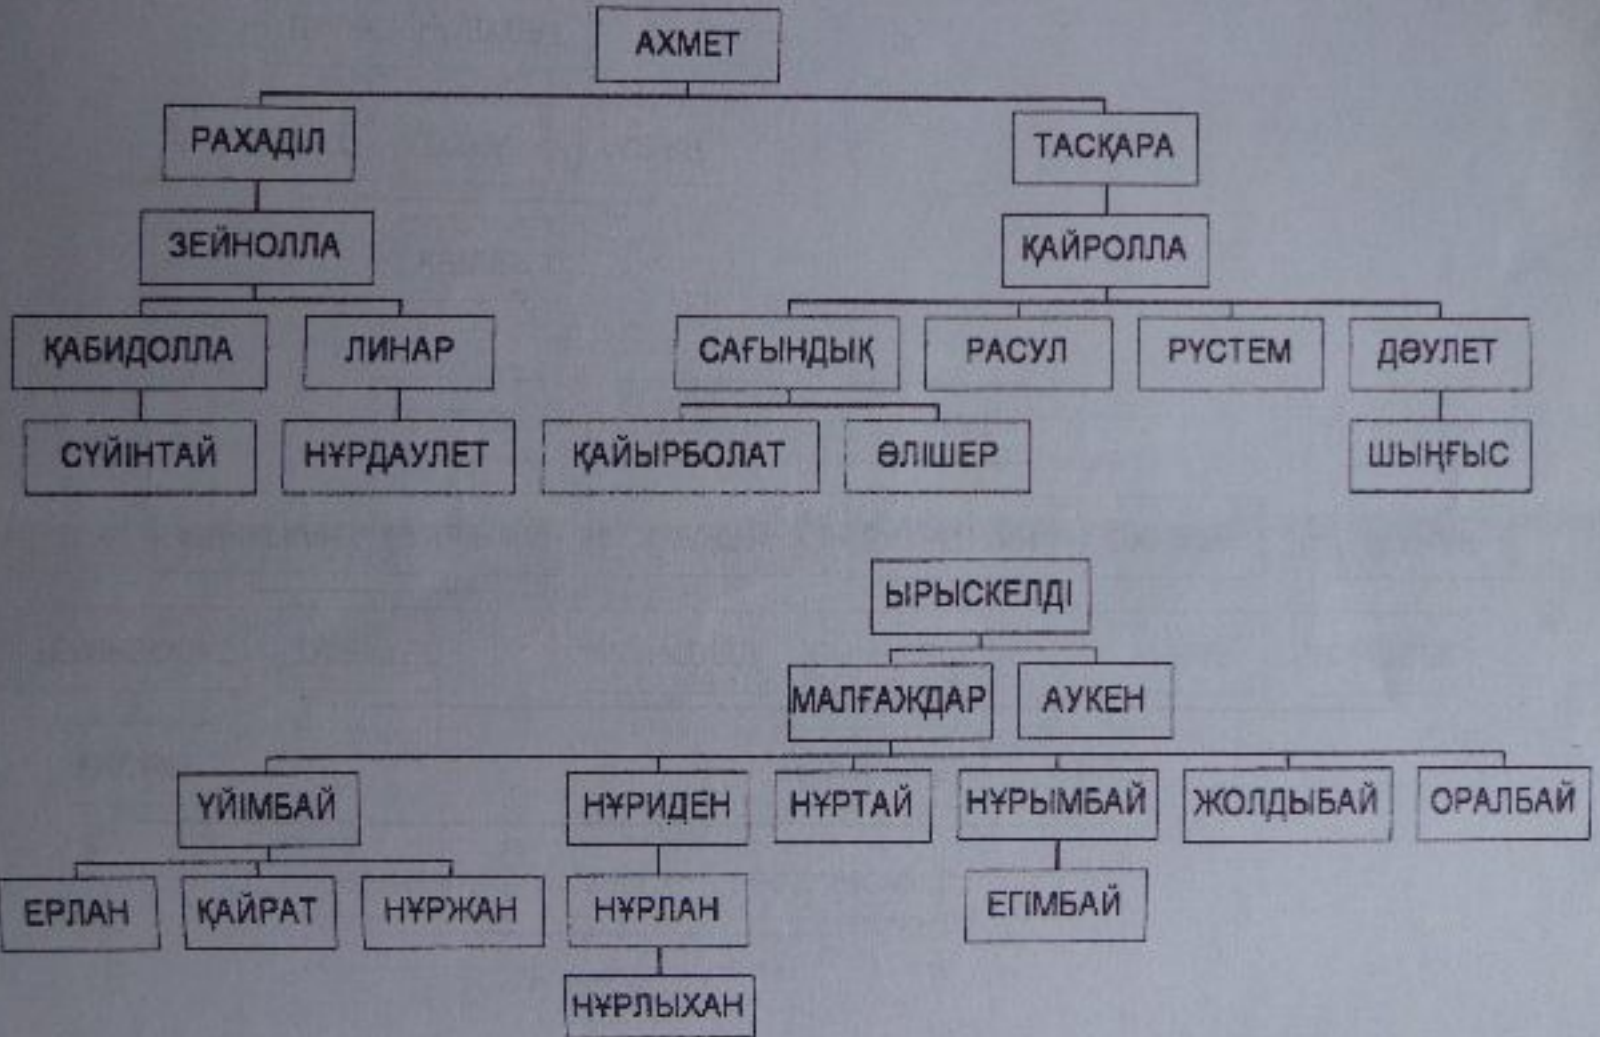 АХМЕТ
РАХАДІЛ ТАСҚАРА
ЗЕЙНОЛЛА ҚАЙРОЛЛА
ҚАБИДОЛЛА ЛИНАР САҒЫНДЫҚ РАСУЛ РҮСТЕМ ДӘУЛЕТ
СҮЙІНТАЙ НҰРДАУЛЕТ ҚАЙЫРБОЛАТ ӘЛІШЕР ШЫҢҒЫС
ЫРЫСКЕЛДІ
МАЛҒАЖДАР АУКЕН
ҮЙІМБАЙ НҰРИДЕН НҰРТАЙ НҰРЫМБАЙ ЖОЛДЫБАЙ ОРАЛБАЙ
ЕРЛАН ҚАЙРАТ НҰРЖАН НҰРЛАН ЕГІМБАЙ
НҰРЛЫХАН